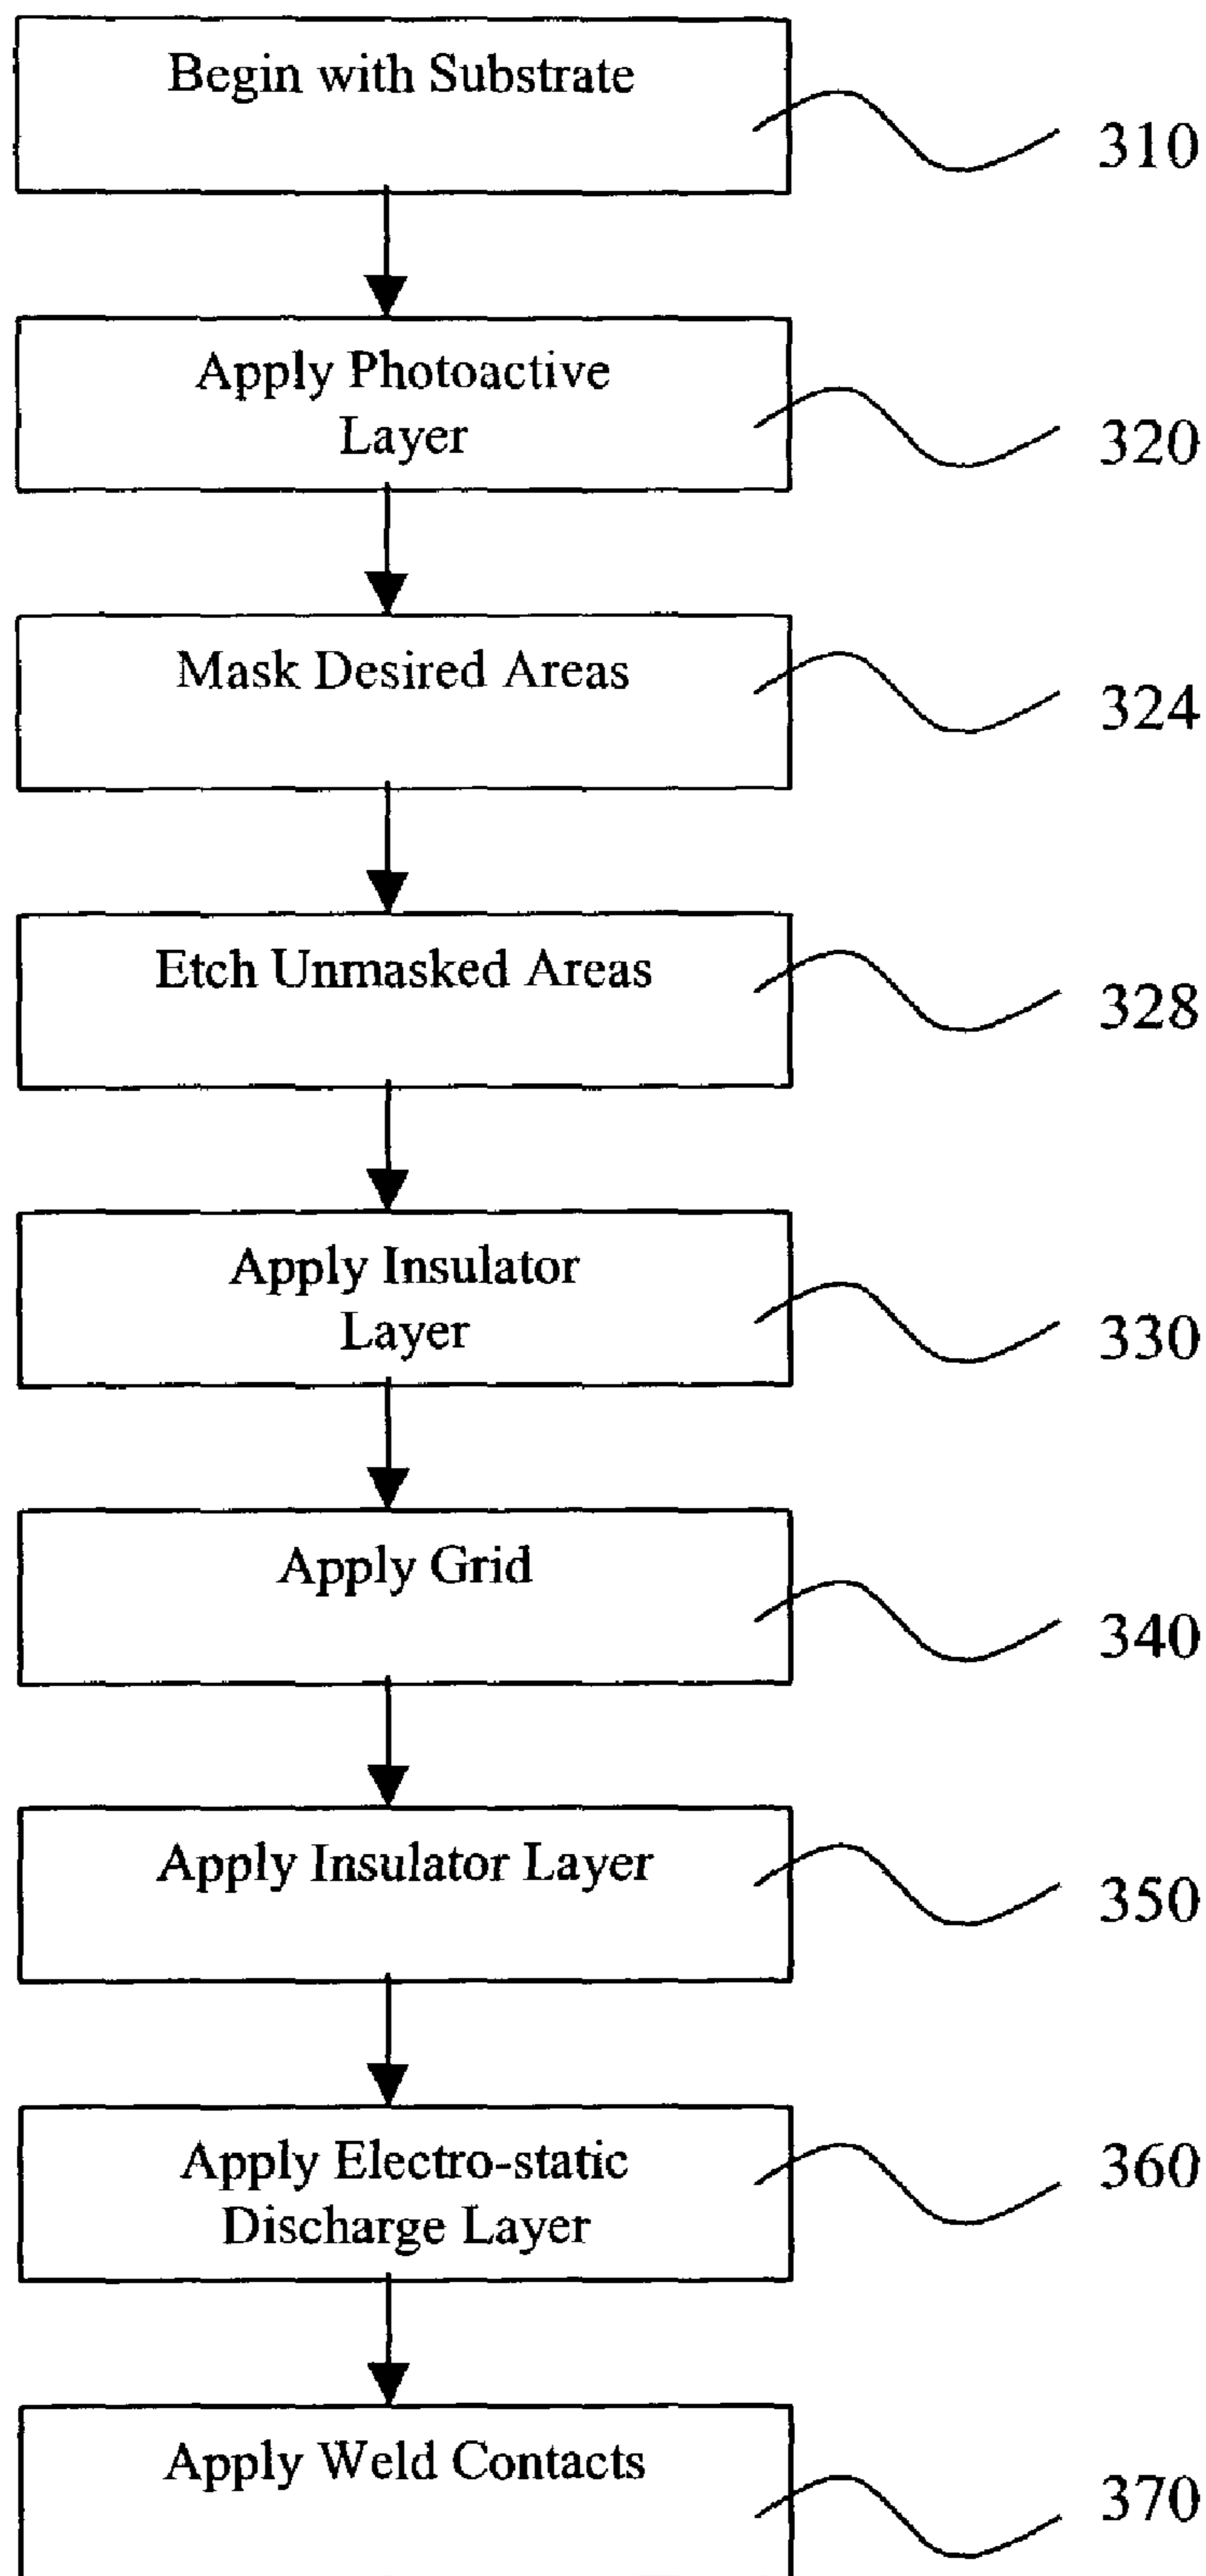 Begin with Substrate
310
Apply Photoactive
Layer
320
Mask Desired Areas
324
Etch Unmasked Areas
328
Apply Insulator
Layer
330
Apply Grid
340
Apply Insulator Layer
350
Apply Electro-static
Discharge Layer
360
Apply Weld Contacts
370